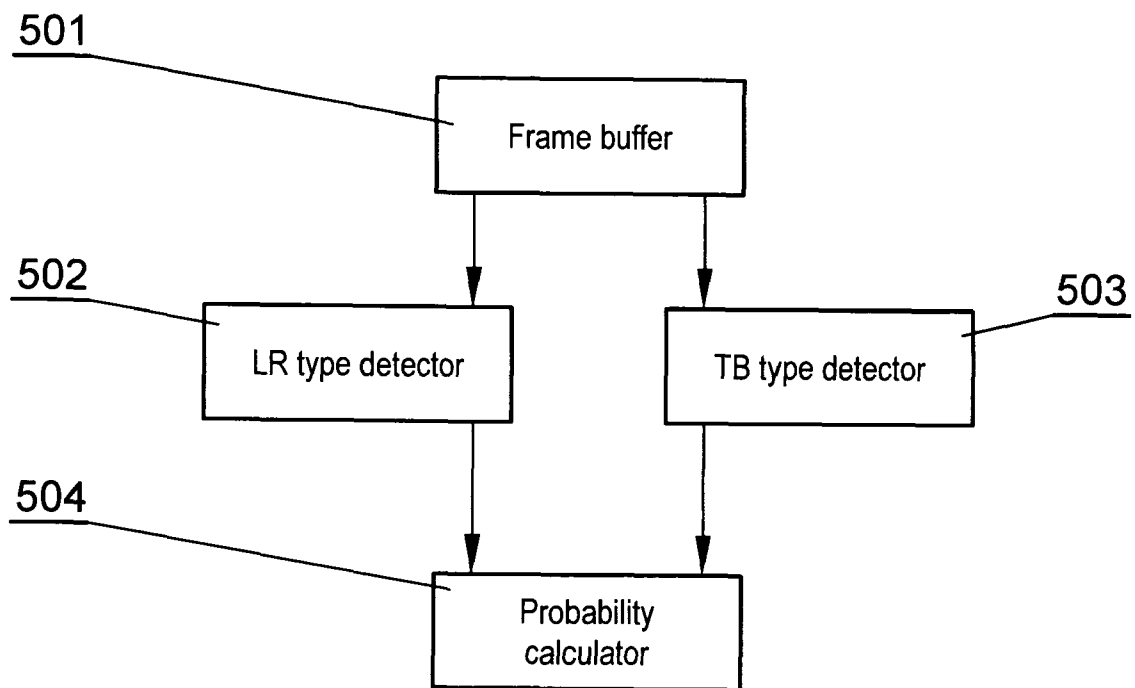 501
Frame buffer
502
503
LR type detector
TB type detector
504
Probability
calculator